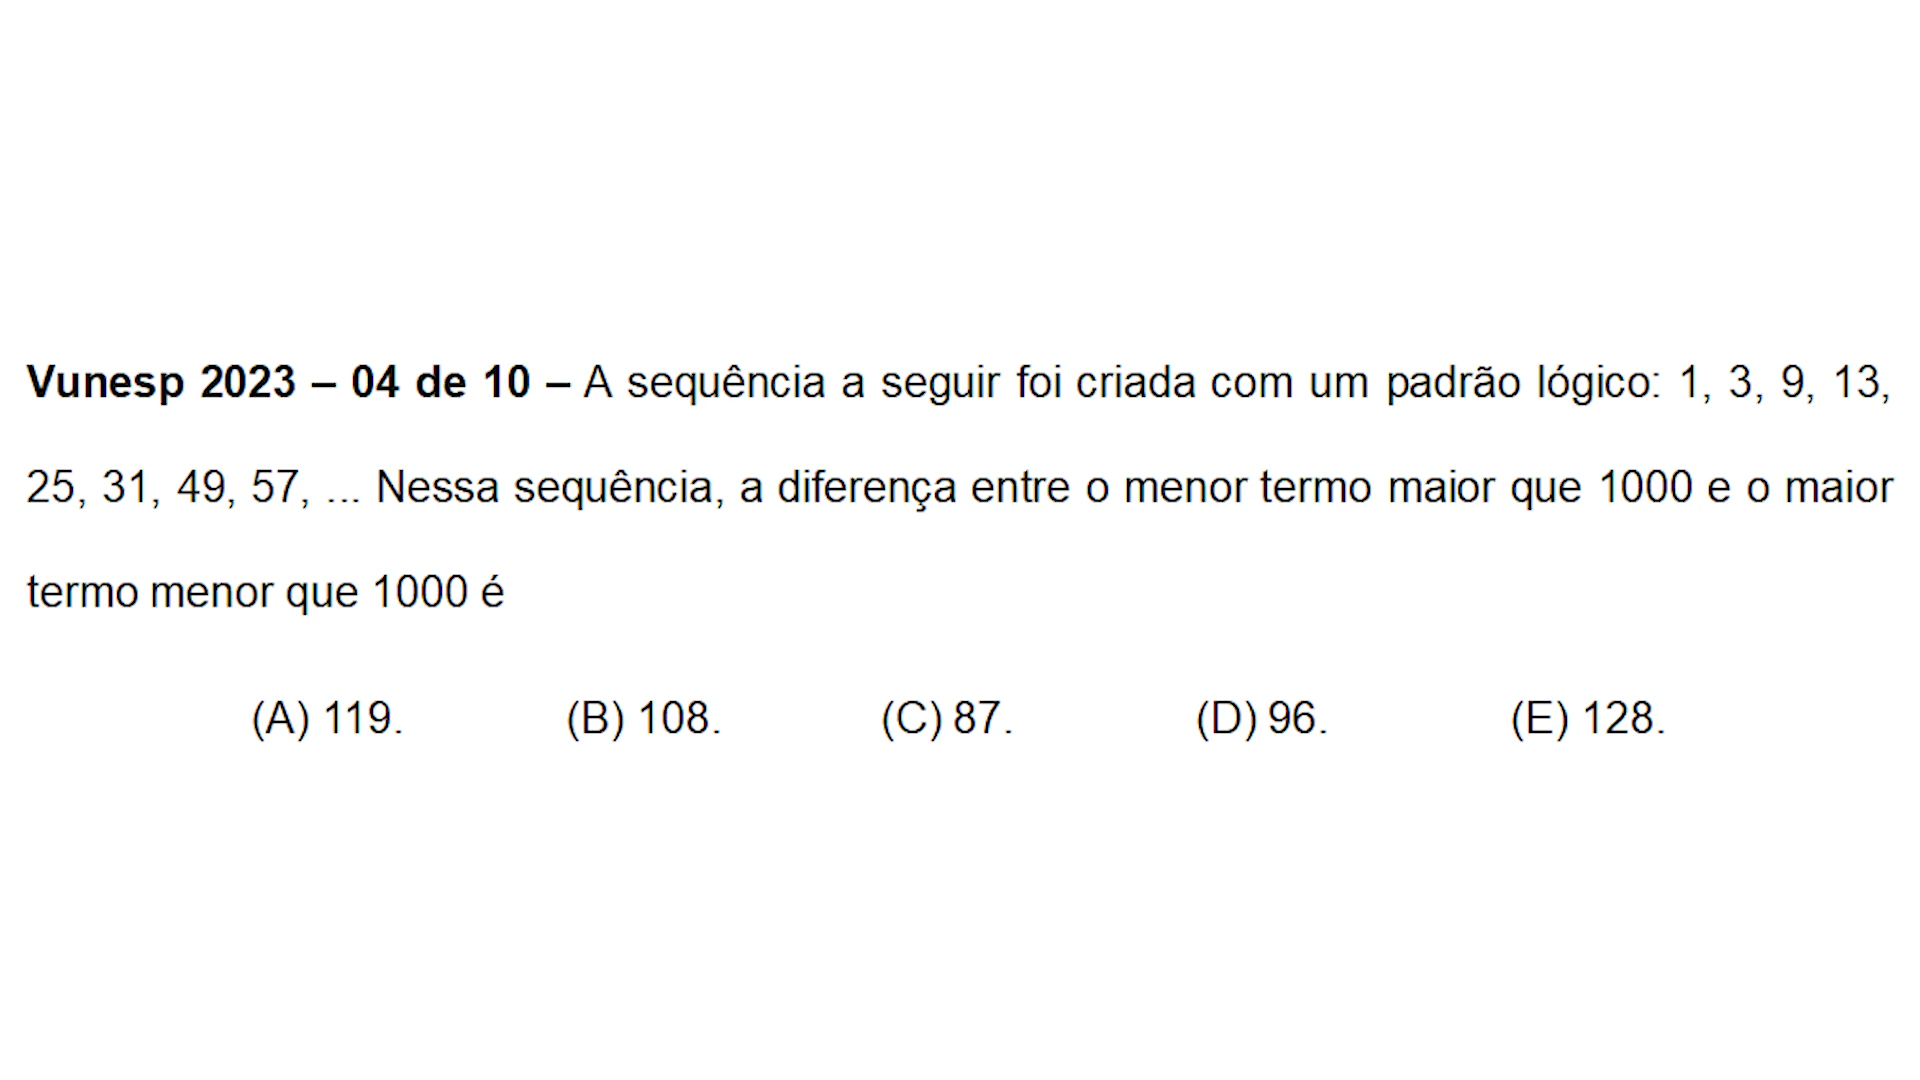 Vunesp 2023 – 04 de 10 – A sequência a seguir foi criada com um padrão lógico: 1, 3, 9, 13,
25, 31, 49, 57, ... Nessa sequência, a diferença entre o menor termo maior que 1000 e o maior
termo menor que 1000 é
(A) 119. (B) 108. (C) 87. (D) 96. (E) 128.